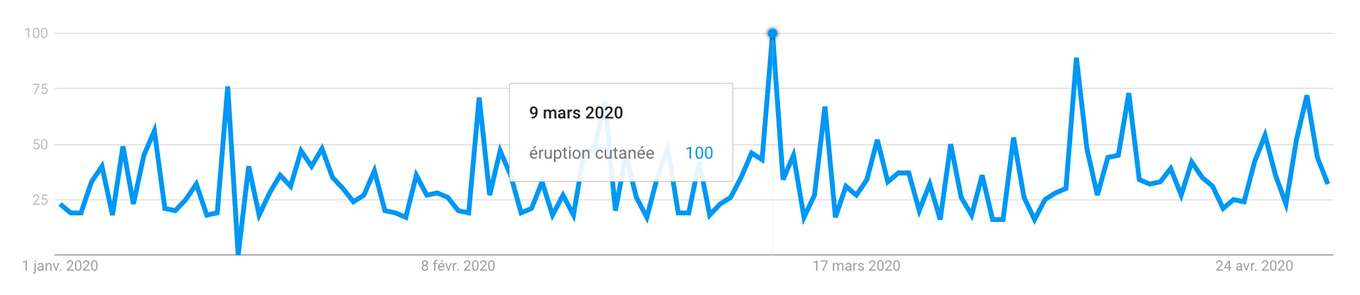 100
75
50
25
9 mars 2020
éruption cutanée 100
1 janv. 2020
8 févr. 2020
17 mars 2020
24 avr. 2020